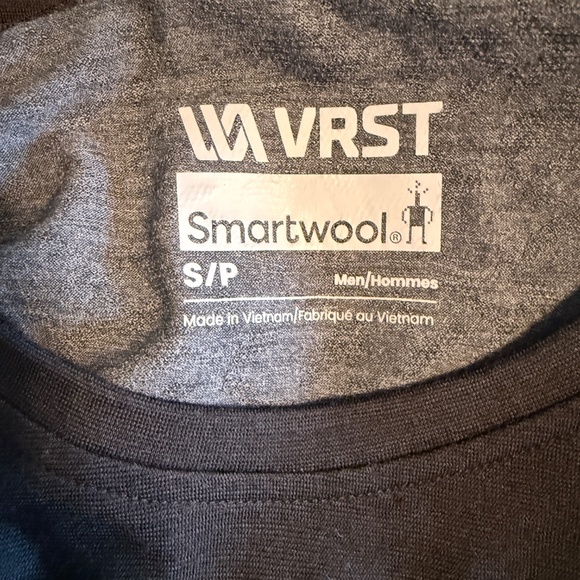 VRST
Smartwool®
S/P
Men/Hommes
Made in Vietnam/Fabriqué au Vietnam